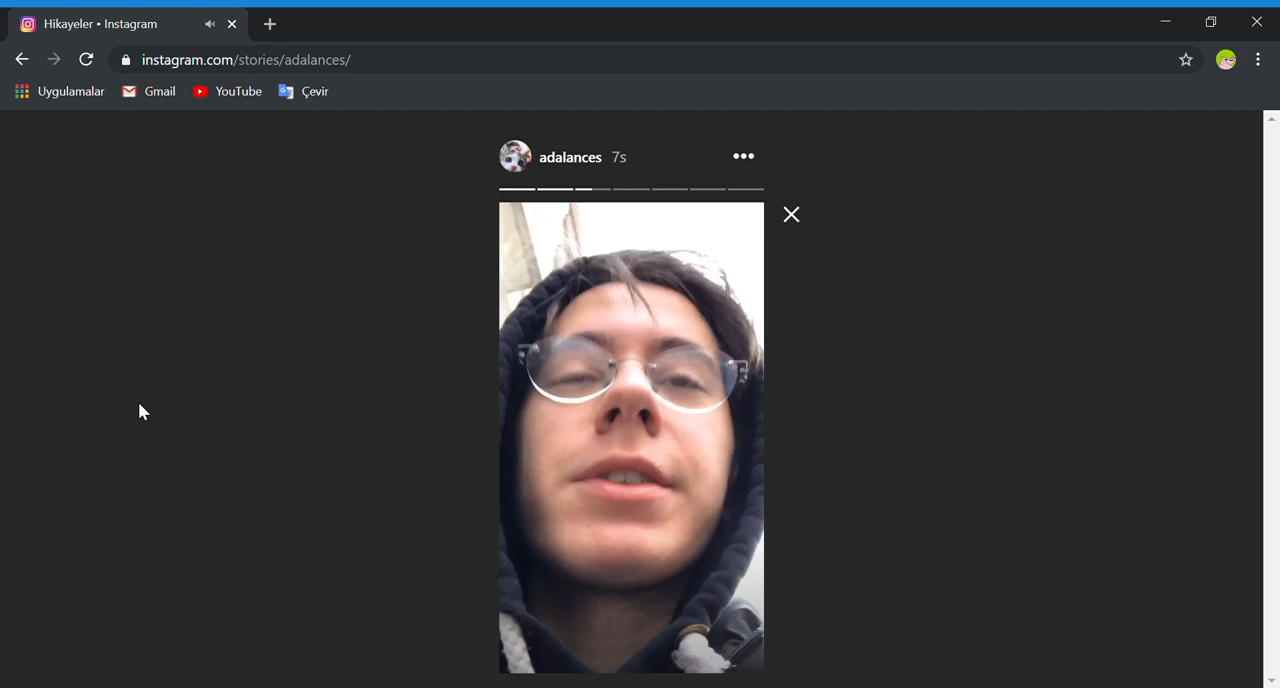 Hikayeler • Instagram
instagram.com/stories/adalances/
Uygulamalar Gmail YouTube Çevir
adalances 7s